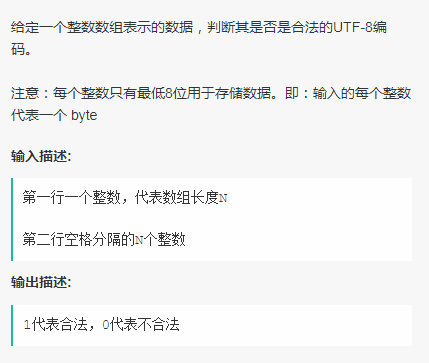 给定一个整数数组表示的数据，判断其是否是合法的UTF-8编
码。
注意：每个整数只有最低8位用于存储数据。即：输入的每个整数
代表一个 byte
输入描述:
第一行一个整数，代表数组长度N
第二行空格分隔的N个整数
输出描述:
1代表合法，0代表不合法